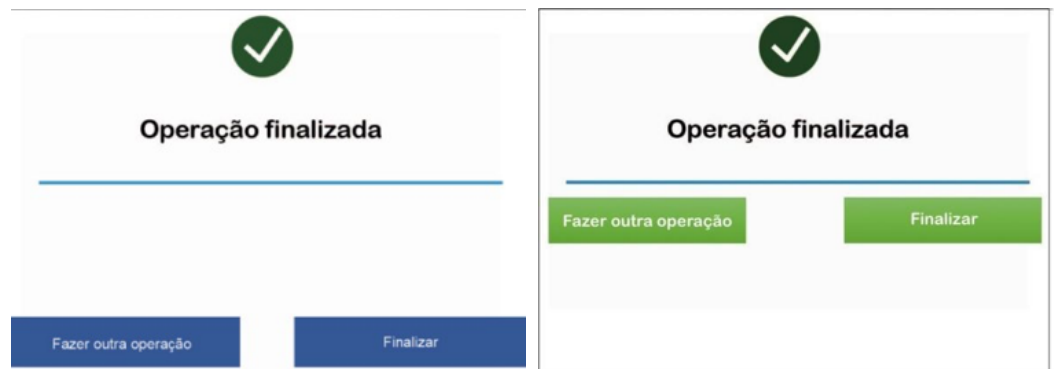 Operação finalizada
Fazer outra operação
Finalizar
Operação finalizada
Fazer outra operação
Finalizar